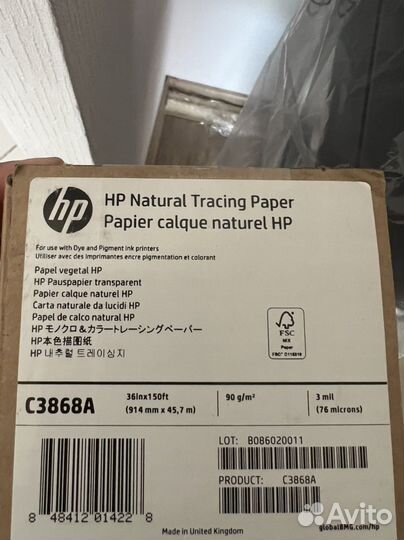 hp
HP Natural Tracing Paper
Papier calque naturel HP
For use with Dye and Pigment ink printers
Utiliser avec des imprimantes encre pigmentation et colorant
Papel vegetal HP
HP Pauspapier transparent
Papier calque naturel HP
Carta naturale da lucidi HP
Papel de calco natural HP
HP モノクロ＆カラートレーシングペーパー
HP本色描图纸
HP 내츄럴 트레이싱지
FSC
MIX
Paper
C3868A
36inx150ft
(914 mm x 45,7 m)
90 g/m²
3 mil
(76 microns)
LOT: B086020011
PRODUCT: C3868A
8 48412 01422 8
Made in United Kingdom
globalBMG.com/hp
Avito